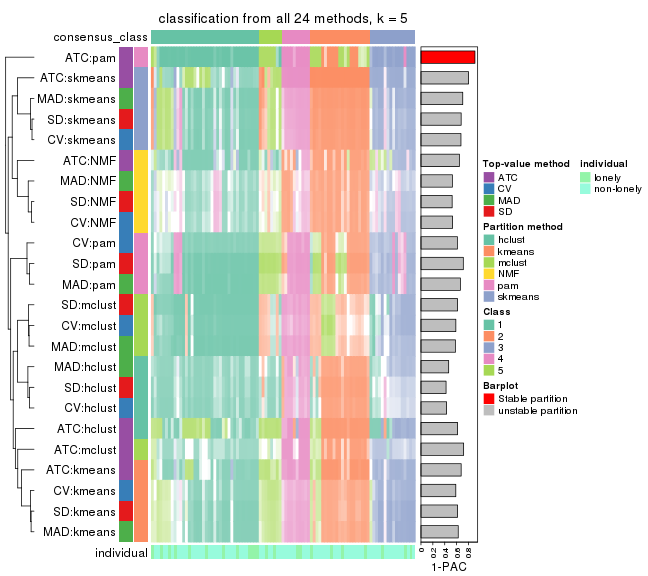 classification from all 24 methods, k = 5
consensus_class
ATC:pam
ATC:skmeans
MAD:skmeans
SD:skmeans
CV:skmeans
ATC:NMF
MAD:NMF
SD:NMF
CV:NMF
CV:pam
SD:pam
MAD:pam
SD:mclust
CV:mclust
MAD:mclust
MAD:hclust
SD:hclust
CV:hclust
ATC:hclust
ATC:mclust
ATC:kmeans
CV:kmeans
SD:kmeans
MAD:kmeans
individual
0
0.2
0.4
0.6
0.8
1-PAC
Top-value method
ATC
CV
MAD
SD
Partition method
hclust
kmeans
mclust
NMF
pam
skmeans
Class
1
2
3
4
5
Barplot
Stable partition
unstable partition
individual
lonely
non-lonely